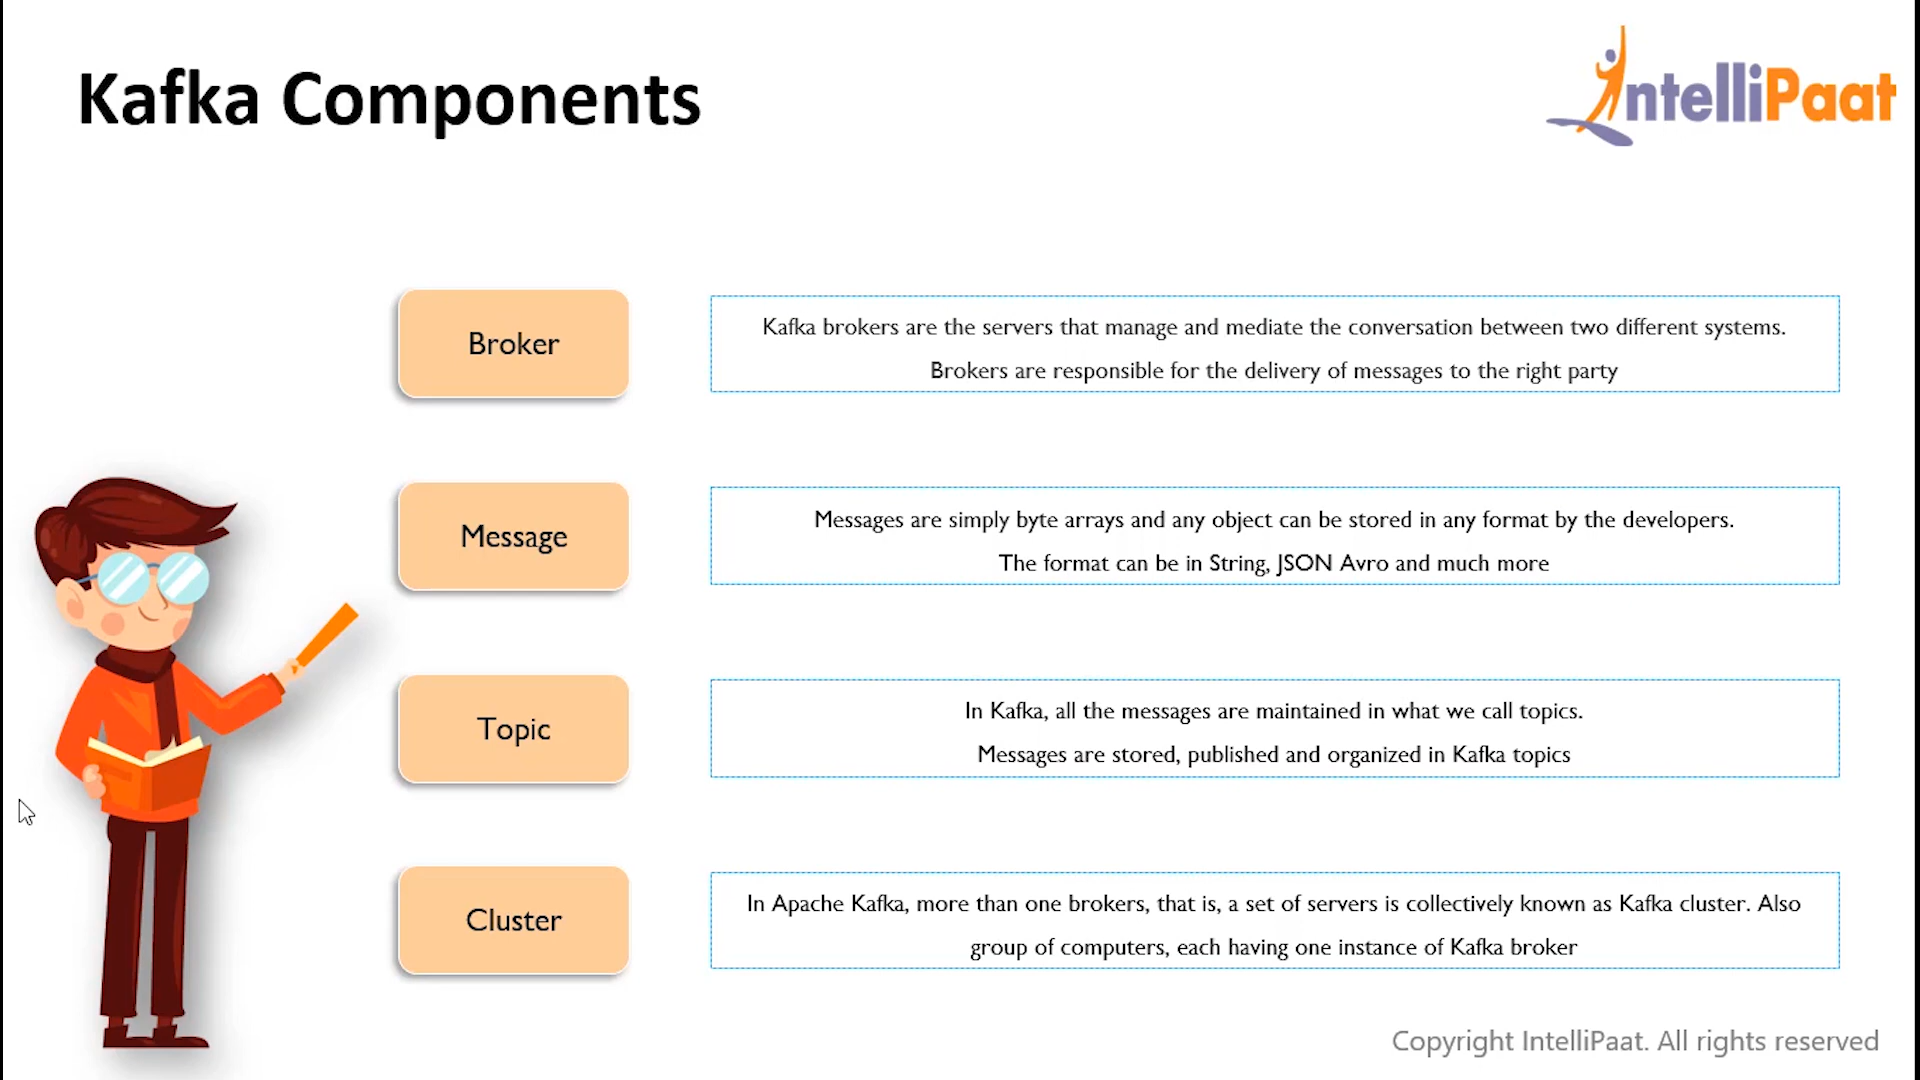 Kafka Components
IntelliPaat
Broker
Kafka brokers are the servers that manage and mediate the conversation between two different systems.
Brokers are responsible for the delivery of messages to the right party
Message
Messages are simply byte arrays and any object can be stored in any format by the developers.
The format can be in String, JSON Avro and much more
Topic
In Kafka, all the messages are maintained in what we call topics.
Messages are stored, published and organized in Kafka topics
Cluster
In Apache Kafka, more than one brokers, that is, a set of servers is collectively known as Kafka cluster. Also
group of computers, each having one instance of Kafka broker
Copyright IntelliPaat. All rights reserved